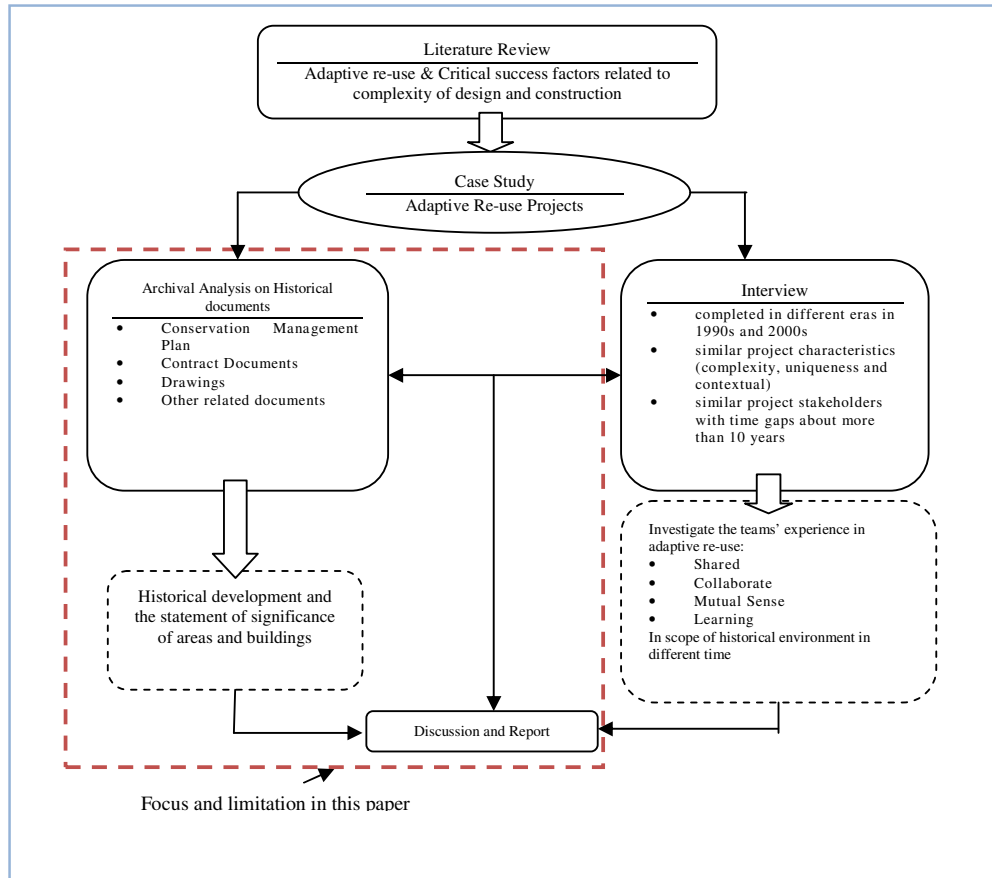 Literature Review
Adaptive re-use & Critical success factors related to
complexity of design and construction
Case Study
Adaptive Re-use Projects
Archival Analysis on Historical
documents
• Conservation Management
Plan
• Contract Documents
• Drawings
• Other related documents
Interview
• completed in different eras in
1990s and 2000s
• similar project characteristics
(complexity, uniqueness and
contextual)
• similar project stakeholders
with time gaps about more
than 10 years
Historical development and
the statement of significance
of areas and buildings
Investigate the teams’ experience in
adaptive re-use:
• Shared
• Collaborate
• Mutual Sense
• Learning
In scope of historical environment in
different time
Discussion and Report
Focus and limitation in this paper